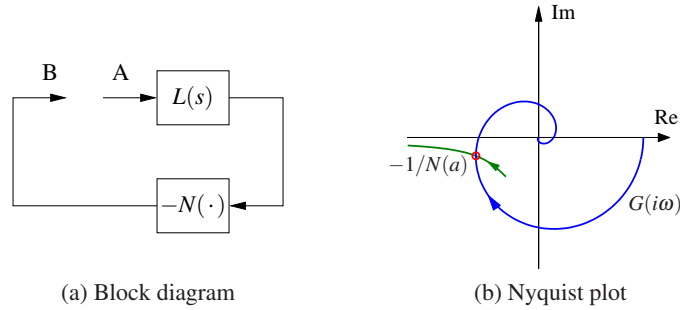 B
A
L(s)
−N(·)
(a) Block diagram
Im
Re
−1/N(a)
G(iω)
(b) Nyquist plot